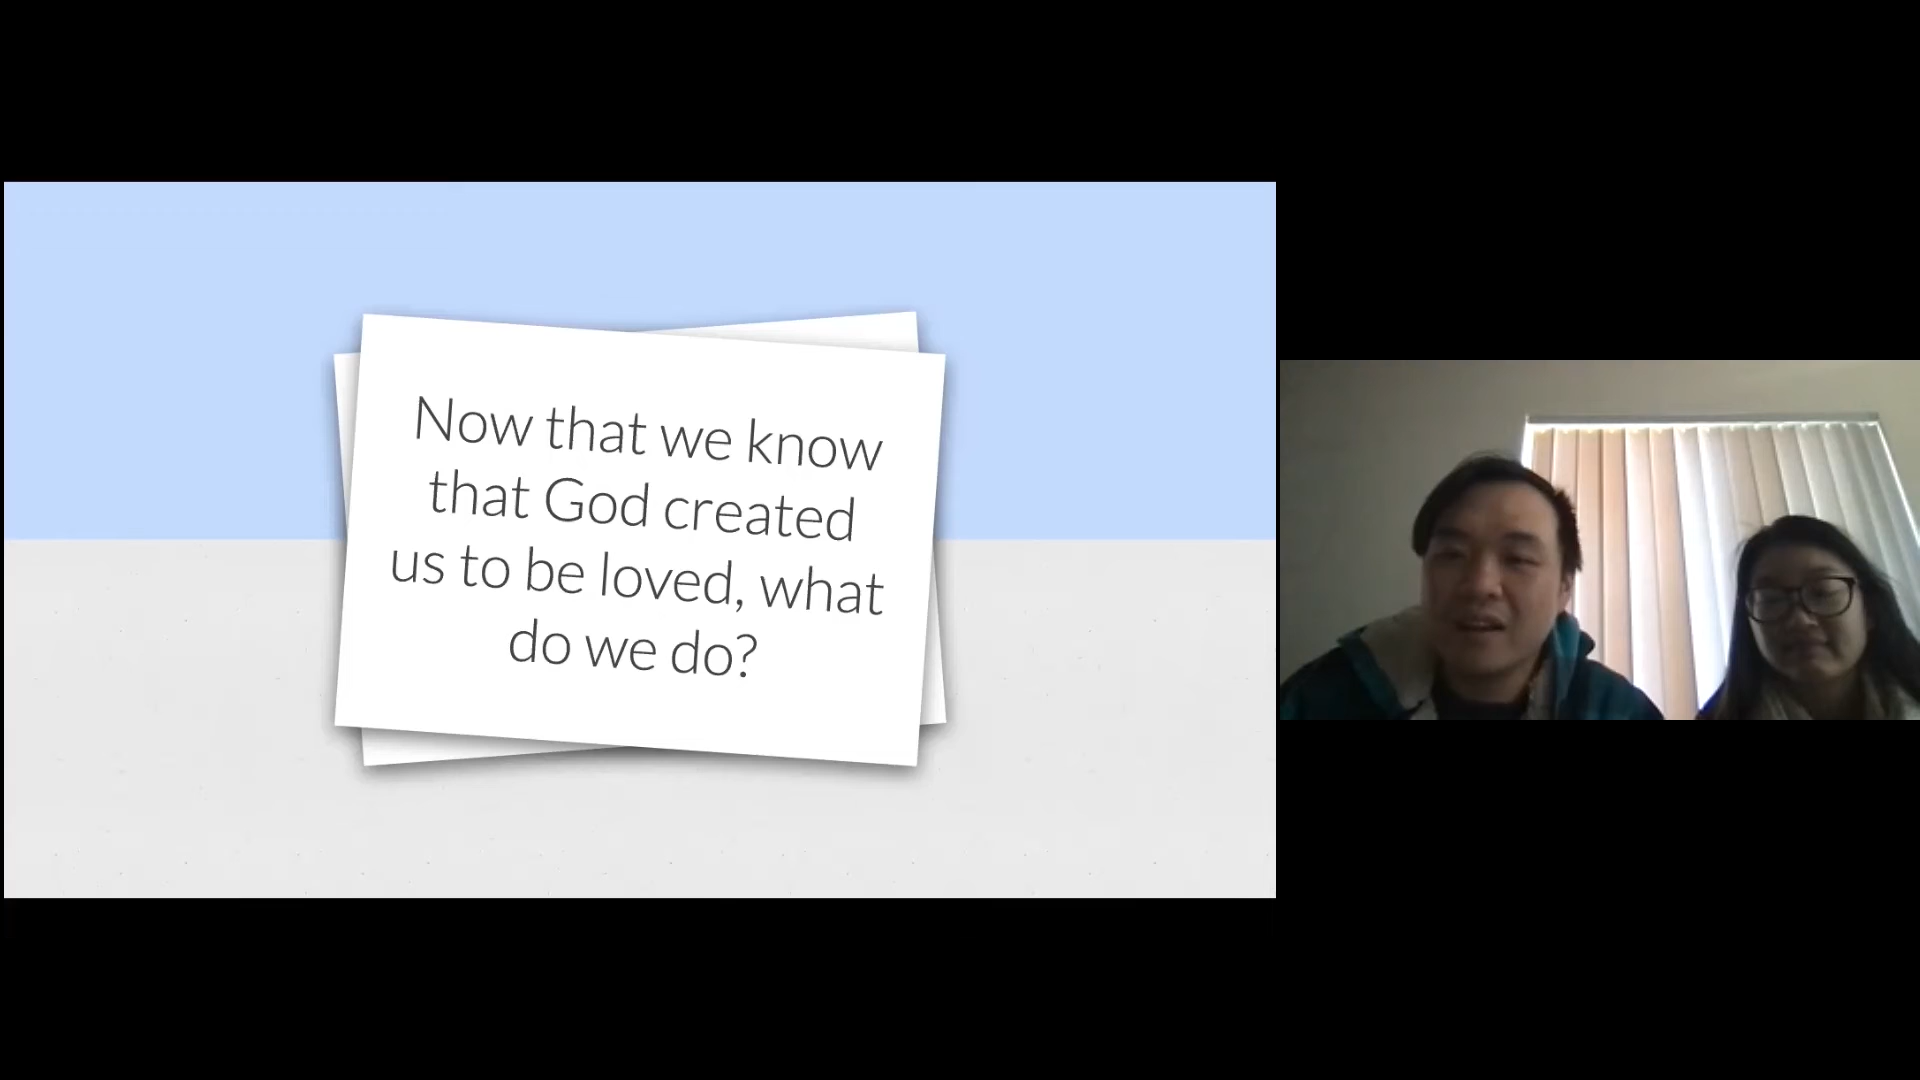 Now that we know
that God created
us to be loved, what
do we do?